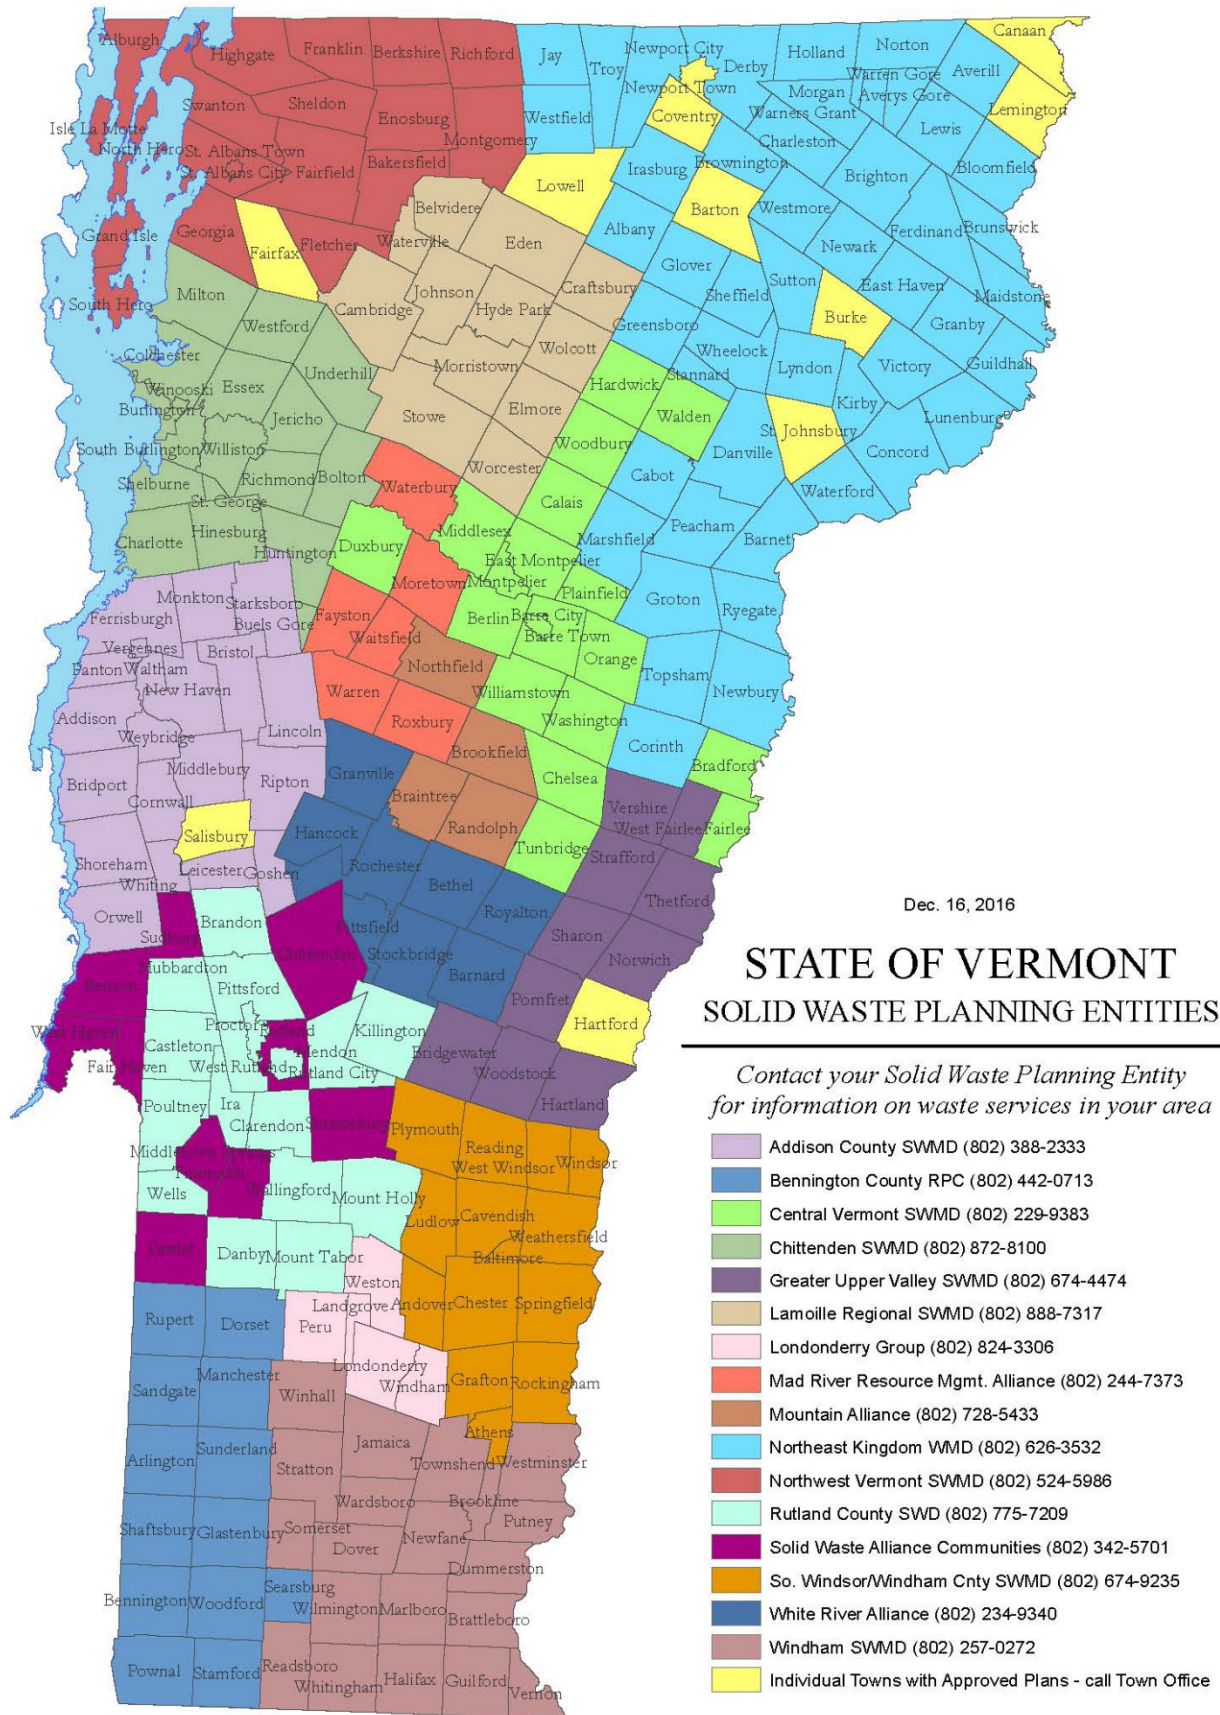 Alburgh
Highgate
Franklin
Berkshire
Richford
Jay
Troy
Newport City
Derby
Holland
Norton
Canaan
Warren Gore
Averill
Newport Town
Morgan
Averys Gore
Swanton
Sheldon
Enosburg
Montgomery
Westfield
Coventry
Warners Grant
Lewis
Lemington
Isle La Motte
North Hero
St. Albans Town
St. Albans City
Fairfield
Bakersfield
Charleston
Brownington
Irasburg
Brighton
Bloomfield
Lowell
Belvidere
Barton
Westmore
Grand Isle
Georgia
Fairfax
Fletcher
Waterville
Eden
Albany
Newark
Ferdinand
Brunswick
South Hero
Milton
Westford
Cambridge
Johnson
Hyde Park
Craftsbury
Glover
Sheffield
Sutton
East Haven
Maidstone
Greensboro
Burke
Granby
Colchester
Underhill
Wolcott
Wheelock
Guildhall
Winooski
Essex
Morristown
Hardwick
Stannard
Lyndon
Victory
Burlington
Jericho
Stowe
Elmore
Walden
Kirby
Lunenburg
South Burlington
Williston
Woodbury
St. Johnsbury
Danville
Concord
Shelburne
Richmond
Bolton
Waterbury
Worcester
Cabot
Waterford
St. George
Calais
Charlotte
Hinesburg
Huntington
Duxbury
Middlesex
Marshfield
Peacham
Barnet
East Montpelier
Moretown
Montpelier
Plainfield
Groton
Ryegate
Monkton
Starksboro
Ferrisburgh
Buels Gore
Fayston
Berlin
Barre City
Barre Town
Vergennes
Bristol
Waitsfield
Northfield
Orange
Panton
Waltham
New Haven
Warren
Williamstown
Topsham
Newbury
Addison
Weybridge
Lincoln
Roxbury
Washington
Corinth
Middlebury
Brookfield
Bradford
Bridport
Cornwall
Ripton
Granville
Braintree
Chelsea
Vershire
Salisbury
Hancock
Randolph
West Fairlee
Fairlee
Shoreham
Whiting
Leicester
Goshen
Rochester
Tunbridge
Strafford
Bethel
Thetford
Orwell
Brandon
Royalton
Sudbury
Pittsfield
Sharon
Chittenden
Stockbridge
Norwich
Hubbardton
Barnard
Benson
Pittsford
Pomfret
Hartford
West Haven
Proctor
Rutland
Killington
Fair Haven
Castleton
West Rutland
Mendon
Rutland City
Bridgewater
Woodstock
Hartland
Poultney
Ira
Clarendon
Shrewsbury
Plymouth
Reading
Middletown Springs
Tinmouth
West Windsor
Windsor
Wells
Wallingford
Mount Holly
Ludlow
Cavendish
Weathersfield
Pawlet
Danby
Mount Tabor
Baltimore
Weston
Landgrove
Andover
Chester
Springfield
Rupert
Dorset
Peru
Londonderry
Windham
Grafton
Rockingham
Sandgate
Manchester
Winhall
Athens
Arlington
Sunderland
Stratton
Jamaica
Townshend
Westminster
Wardsboro
Brookline
Shaftsbury
Glastenbury
Somerset
Dover
Newfane
Putney
Dummerston
Bennington
Woodford
Searsburg
Wilmington
Marlboro
Brattleboro
Pownal
Stamford
Readsboro
Whitingham
Halifax
Guilford
Vernon
Dec. 16, 2016
STATE OF VERMONT
SOLID WASTE PLANNING ENTITIES
Contact your Solid Waste Planning Entity
for information on waste services in your area
Addison County SWMD (802) 388-2333
Bennington County RPC (802) 442-0713
Central Vermont SWMD (802) 229-9383
Chittenden SWMD (802) 872-8100
Greater Upper Valley SWMD (802) 674-4474
Lamoille Regional SWMD (802) 888-7317
Londonderry Group (802) 824-3306
Mad River Resource Mgmt. Alliance (802) 244-7373
Mountain Alliance (802) 728-5433
Northeast Kingdom WMD (802) 626-3532
Northwest Vermont SWMD (802) 524-5986
Rutland County SWD (802) 775-7209
Solid Waste Alliance Communities (802) 342-5701
So. Windsor/Windham Cnty SWMD (802) 674-9235
White River Alliance (802) 234-9340
Windham SWMD (802) 257-0272
Individual Towns with Approved Plans - call Town Office